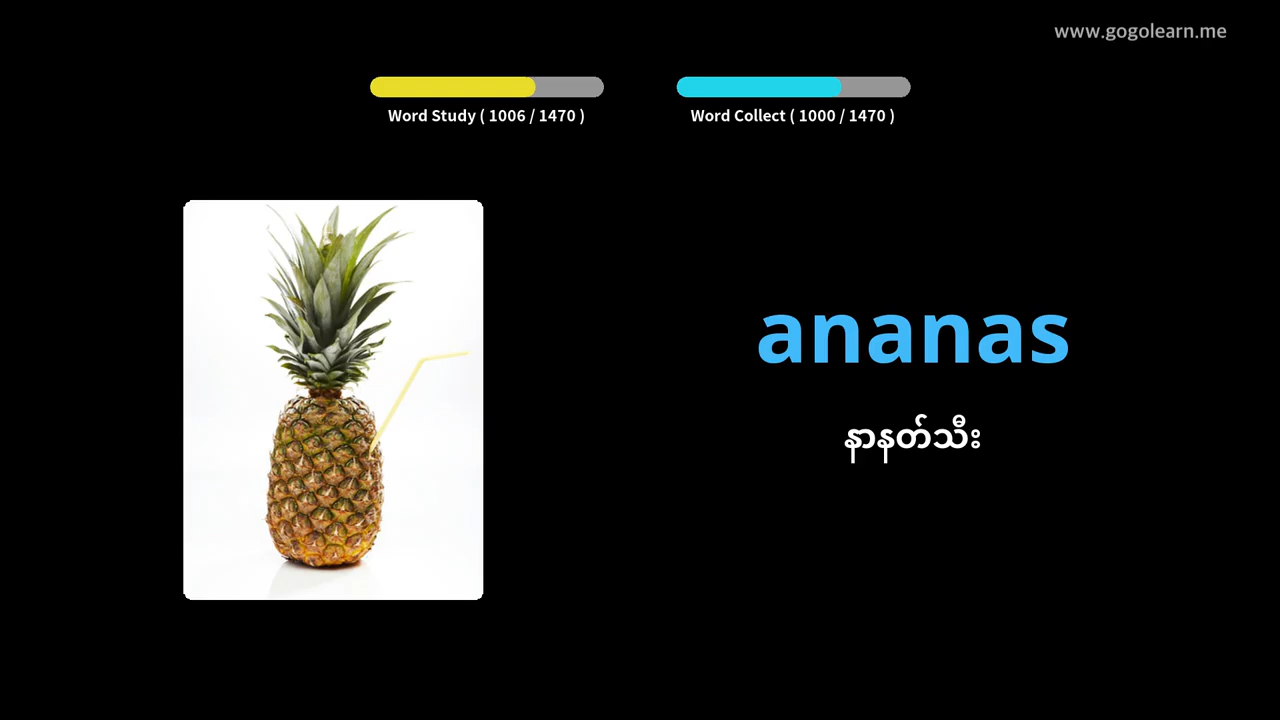 www.gogolearn.me
Word Study ( 1006 / 1470 )
Word Collect ( 1000 / 1470 )
ananas
နာနတ်သီး